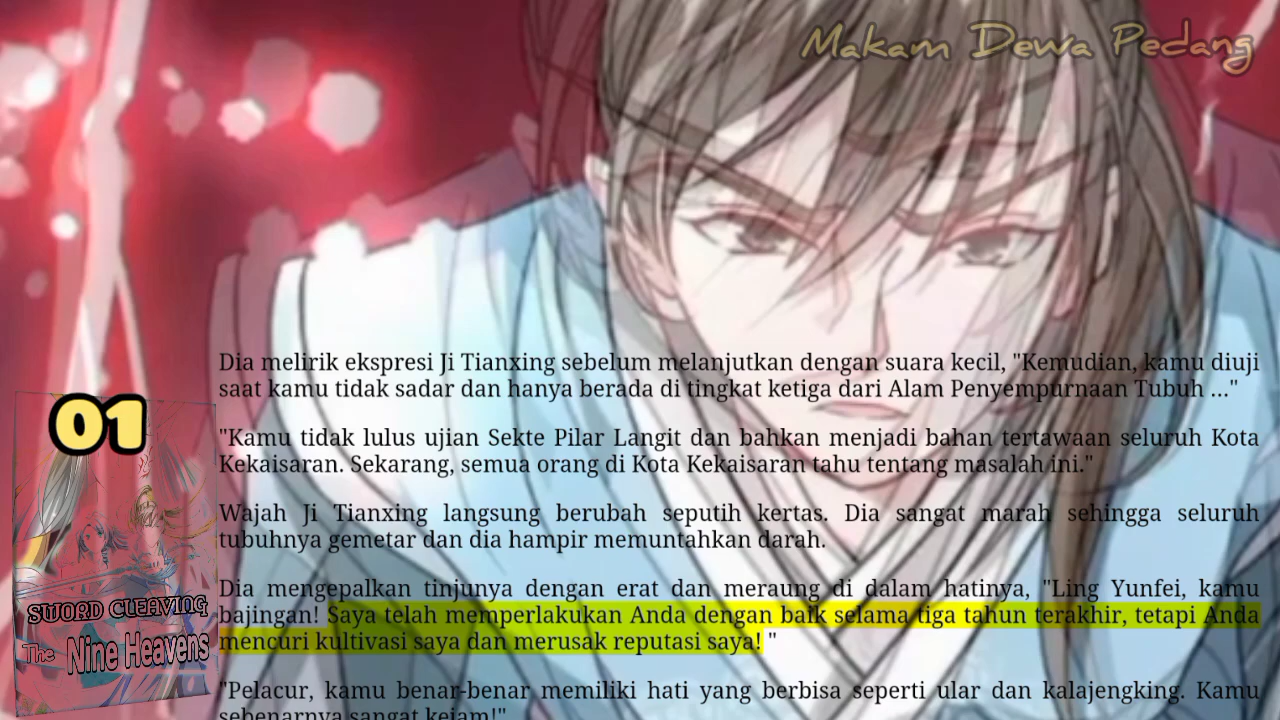 Makam Dewa Pedang
Dia melirik ekspresi Ji Tianxing sebelum melanjutkan dengan suara kecil, "Kemudian, kamu diuji
saat kamu tidak sadar dan hanya berada di tingkat ketiga dari Alam Penyempurnaan Tubuh ..."
"Kamu tidak lulus ujian Sekte Pilar Langit dan bahkan menjadi bahan tertawaan seluruh Kota
Kekaisaran. Sekarang, semua orang di Kota Kekaisaran tahu tentang masalah ini."
Wajah Ji Tianxing langsung berubah seputih kertas. Dia sangat marah sehingga seluruh
tubuhnya gemetar dan dia hampir memuntahkan darah.
Dia mengepalkan tinjunya dengan erat dan meraung di dalam hatinya, "Ling Yunfei, kamu
bajingan! Saya telah memperlakukan Anda dengan baik selama tiga tahun terakhir, tetapi Anda
mencuri kultivasi saya dan merusak reputasi saya! "
"Pelacur, kamu benar-benar memiliki hati yang berbisa seperti ular dan kalajengking. Kamu
sebenarnya sangat kejam!"
01
SWORD CLEAVING
The Nine Heavens